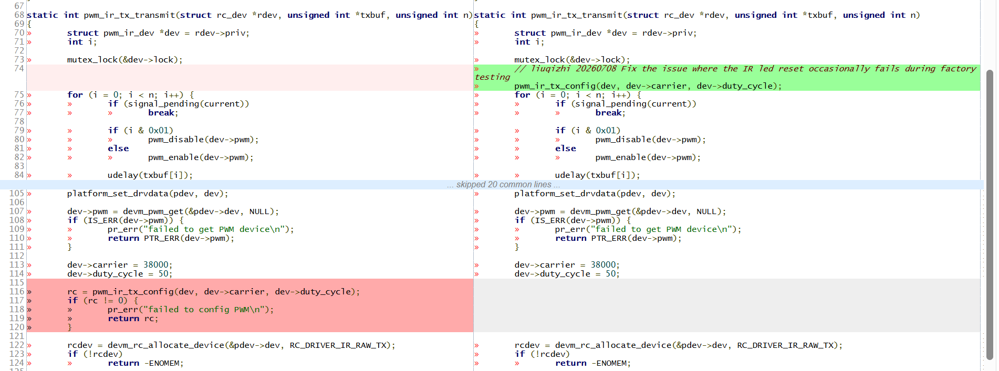 67
68 static int pwm_ir_tx_transmit(struct rc_dev *rdev, unsigned int *txbuf, unsigned int n)
69 {
70 »       struct pwm_ir_dev *dev = rdev->priv;
71 »       int i;
72
73 »       mutex_lock(&dev->lock);
74
75 »       for (i = 0; i < n; i++) {
76 »       »       if (signal_pending(current))
77 »       »       »       break;
78
79 »       »       if (i & 0x01)
80 »       »       »       pwm_disable(dev->pwm);
81 »       »       else
82 »       »       »       pwm_enable(dev->pwm);
83
84 »       »       udelay(txbuf[i]);
static int pwm_ir_tx_transmit(struct rc_dev *rdev, unsigned int *txbuf, unsigned int n)
{
»       struct pwm_ir_dev *dev = rdev->priv;
»       int i;
»       mutex_lock(&dev->lock);
»       // liuqizhi 20260708 Fix the issue where the IR led reset occasionally fails during factory
testing
»       pwm_ir_tx_config(dev, dev->carrier, dev->duty_cycle);
»       for (i = 0; i < n; i++) {
»       »       if (signal_pending(current))
»       »       »       break;
»       »       if (i & 0x01)
»       »       »       pwm_disable(dev->pwm);
»       »       else
»       »       »       pwm_enable(dev->pwm);
»       »       udelay(txbuf[i]);
... skipped 20 common lines ...
105 »       platform_set_drvdata(pdev, dev);
106
107 »       dev->pwm = devm_pwm_get(&pdev->dev, NULL);
108 »       if (IS_ERR(dev->pwm)) {
109 »       »       pr_err("failed to get PWM device\n");
110 »       »       return PTR_ERR(dev->pwm);
111 »       }
112
113 »       dev->carrier = 38000;
114 »       dev->duty_cycle = 50;
115
116 »       rc = pwm_ir_tx_config(dev, dev->carrier, dev->duty_cycle);
117 »       if (rc != 0) {
118 »       »       pr_err("failed to config PWM\n");
119 »       »       return rc;
120 »       }
121
122 »       rcdev = devm_rc_allocate_device(&pdev->dev, RC_DRIVER_IR_RAW_TX);
123 »       if (!rcdev)
124 »       »       return -ENOMEM;
»       platform_set_drvdata(pdev, dev);
»       dev->pwm = devm_pwm_get(&pdev->dev, NULL);
»       if (IS_ERR(dev->pwm)) {
»       »       pr_err("failed to get PWM device\n");
»       »       return PTR_ERR(dev->pwm);
»       }
»       dev->carrier = 38000;
»       dev->duty_cycle = 50;
»       rcdev = devm_rc_allocate_device(&pdev->dev, RC_DRIVER_IR_RAW_TX);
»       if (!rcdev)
»       »       return -ENOMEM;